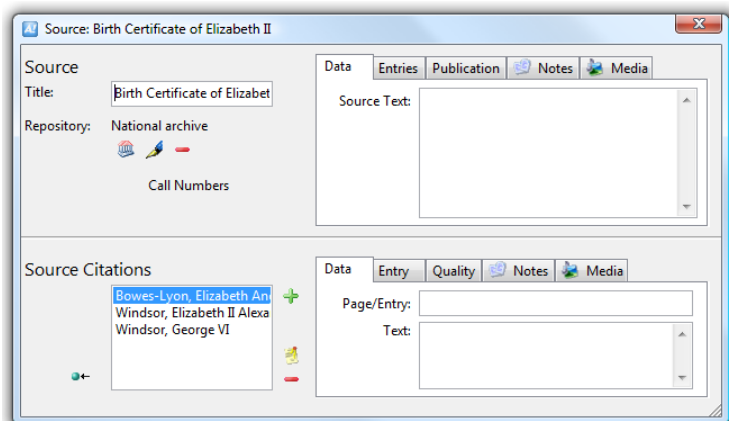 Source: Birth Certificate of Elizabeth II
Source
Title: Birth Certificate of Elizabet
Repository: National archive
Call Numbers
Data Entries Publication Notes Media
Source Text:
Source Citations
Bowes-Lyon, Elizabeth An
Windsor, Elizabeth II Alexa
Windsor, George VI
Data Entry Quality Notes Media
Page/Entry:
Text: